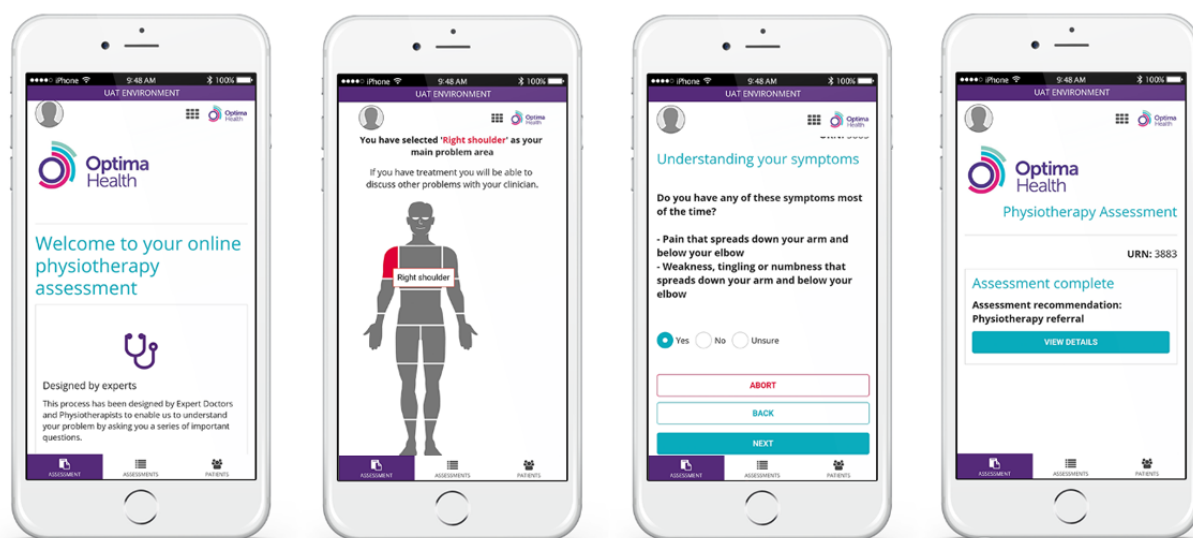 iPhone 9:48 AM 100%
UAT ENVIRONMENT
Optima
Health
Optima
Health
Welcome to your online
physiotherapy
assessment
Designed by experts
This process has been designed by Expert Doctors
and Physiotherapists to enable us to understand
your problem by asking you a series of important
questions.
ASSESSMENT ASSESSMENTS PATIENTS
iPhone 9:48 AM 100%
UAT ENVIRONMENT
Optima
Health
You have selected 'Right shoulder' as your
main problem area
If you have treatment you will be able to
discuss other problems with your clinician.
Right shoulder
ASSESSMENT ASSESSMENTS PATIENTS
iPhone 9:48 AM 100%
UAT ENVIRONMENT
Optima
Health
URN: 3883
Understanding your symptoms
Do you have any of these symptoms most
of the time?
- Pain that spreads down your arm and
below your elbow
- Weakness, tingling or numbness that
spreads down your arm and below your
elbow
Yes No Unsure
ABORT
BACK
NEXT
ASSESSMENT ASSESSMENTS PATIENTS
iPhone 9:48 AM 100%
UAT ENVIRONMENT
Optima
Health
Optima
Health
Physiotherapy Assessment
URN: 3883
Assessment complete
Assessment recommendation:
Physiotherapy referral
VIEW DETAILS
ASSESSMENT ASSESSMENTS PATIENTS